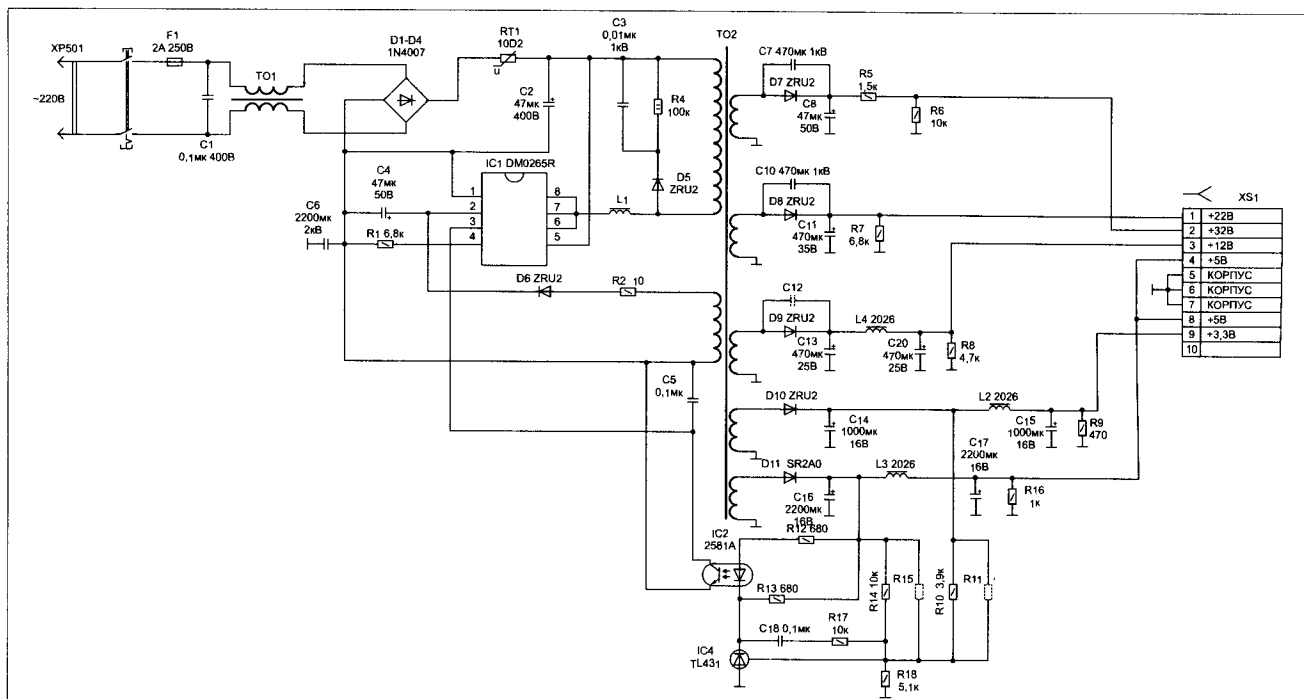 XP501
~220В
F1
2А 250В
TO1
C1
0,1мк 400В
D1-D4
1N4007
RT1
10D2
u
C2
47мк
400В
C3
0,01мк
1кВ
R4
100к
D5
ZRU2
L1
IC1 DM0265R
1
2
3
4
8
7
6
5
C4
47мк
50В
C6
2200мк
2кВ
R1 6,8к
D6 ZRU2
R2 10
C5
0,1мк
TO2
C7 470мк 1кВ
D7 ZRU2
C8
47мк
50В
R5
1,5к
R6
10к
C10 470мк 1кВ
D8 ZRU2
C11
470мк
35В
R7
6,8к
C12
D9 ZRU2
C13
470мк
25В
L4 2026
C20
470мк
25В
R8
4,7к
D10 ZRU2
C14
1000мк
16В
L2 2026
C15
1000мк
16В
R9
470
D11 SR2A0
C16
2200мк
16В
L3 2026
C17
2200мк
16В
R16
1к
XS1
1 +22В
2 +32В
3 +12В
4 +5В
5 КОРПУС
6 КОРПУС
7 КОРПУС
8 +5В
9 +3,3В
10
IC2
2581A
R12 680
R13 680
R14 10к
R15
R10 3,9к
R11
C18 0,1мк
R17
10к
IC4
TL431
R18
5,1к